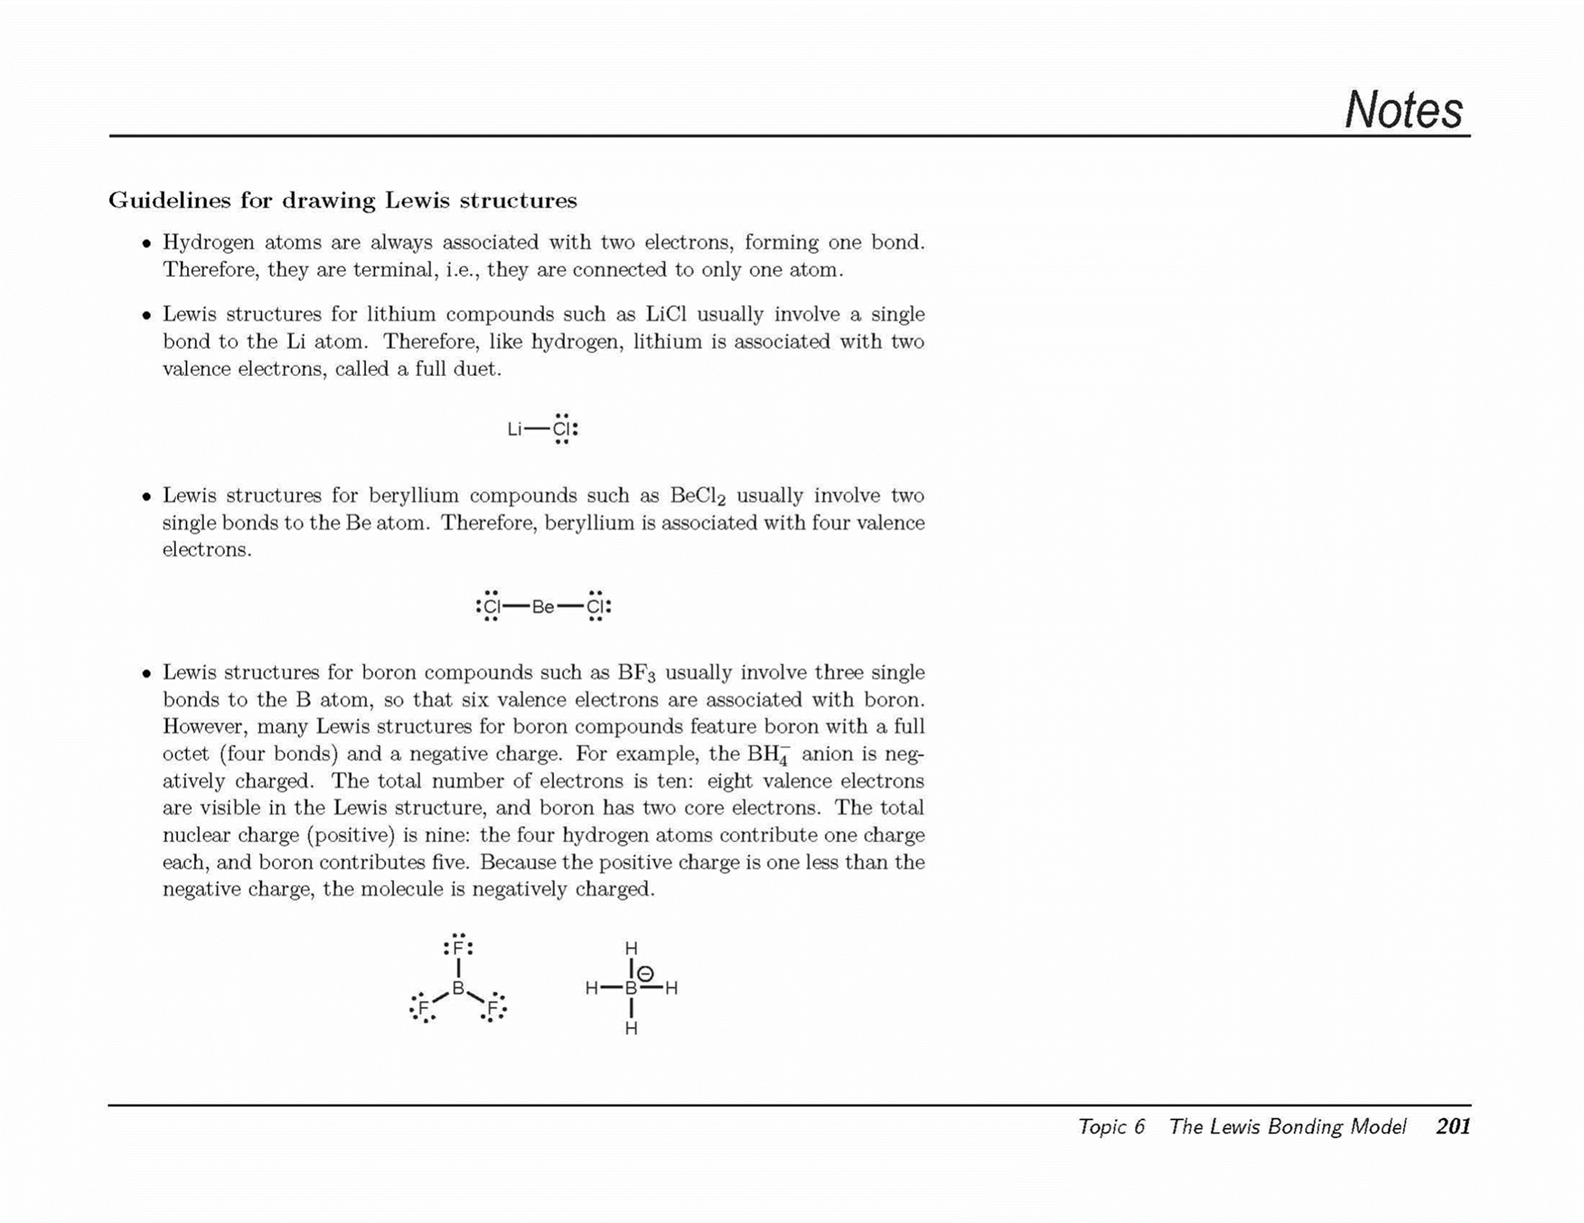 Notes
Guidelines for drawing Lewis structures
• Hydrogen atoms are always associated with two electrons, forming one bond.
Therefore, they are terminal, i.e., they are connected to only one atom.
• Lewis structures for lithium compounds such as LiCl usually involve a single
bond to the Li atom. Therefore, like hydrogen, lithium is associated with two
valence electrons, called a full duet.
Li—Cl:
• Lewis structures for beryllium compounds such as BeCl₂ usually involve two
single bonds to the Be atom. Therefore, beryllium is associated with four valence
electrons.
:Cl—Be—Cl:
• Lewis structures for boron compounds such as BF₃ usually involve three single
bonds to the B atom, so that six valence electrons are associated with boron.
However, many Lewis structures for boron compounds feature boron with a full
octet (four bonds) and a negative charge. For example, the BH₄⁻ anion is neg-
atively charged. The total number of electrons is ten: eight valence electrons
are visible in the Lewis structure, and boron has two core electrons. The total
nuclear charge (positive) is nine: the four hydrogen atoms contribute one charge
each, and boron contributes five. Because the positive charge is one less than the
negative charge, the molecule is negatively charged.
:F: H
B H—B⊖—H
:F: :F: H
Topic 6 The Lewis Bonding Model 201